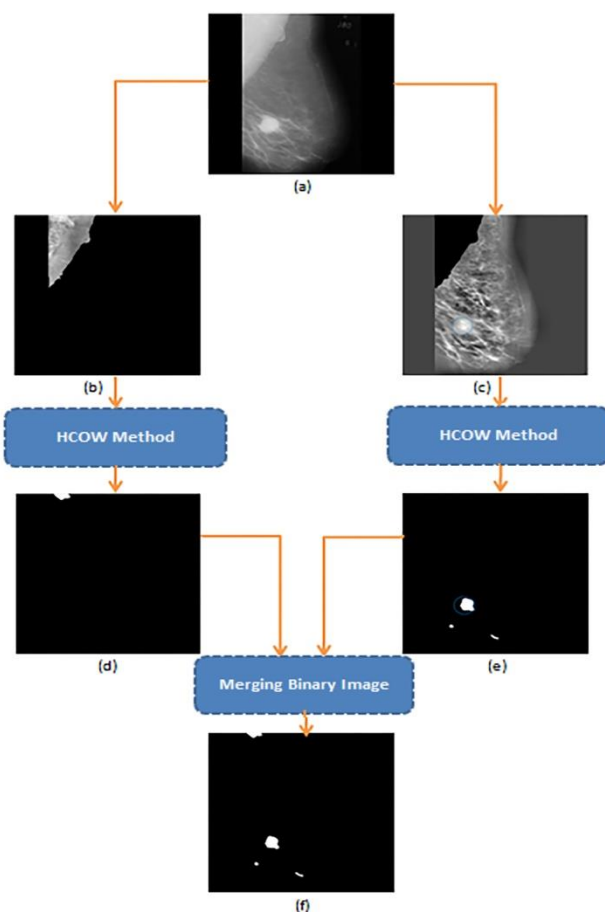 (a)
(b)
(c)
HCOW Method
HCOW Method
(d)
(e)
Merging Binary Image
(f)